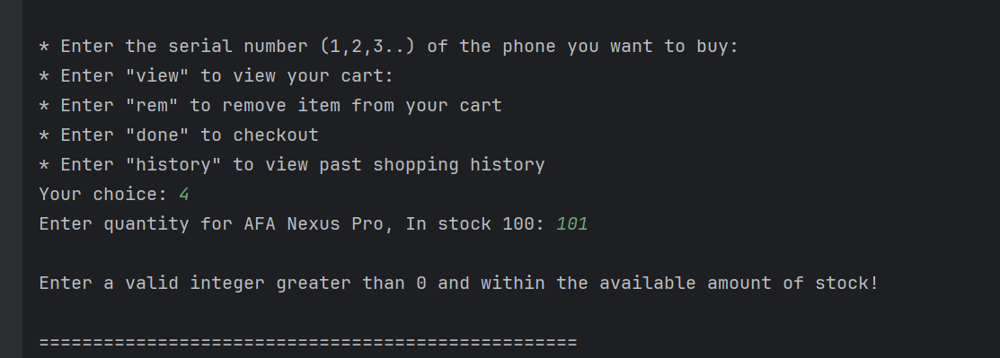 * Enter the serial number (1,2,3..) of the phone you want to buy:
* Enter "view" to view your cart:
* Enter "rem" to remove item from your cart
* Enter "done" to checkout
* Enter "history" to view past shopping history
Your choice: 4
Enter quantity for AFA Nexus Pro, In stock 100: 101
Enter a valid integer greater than 0 and within the available amount of stock!
==================================================